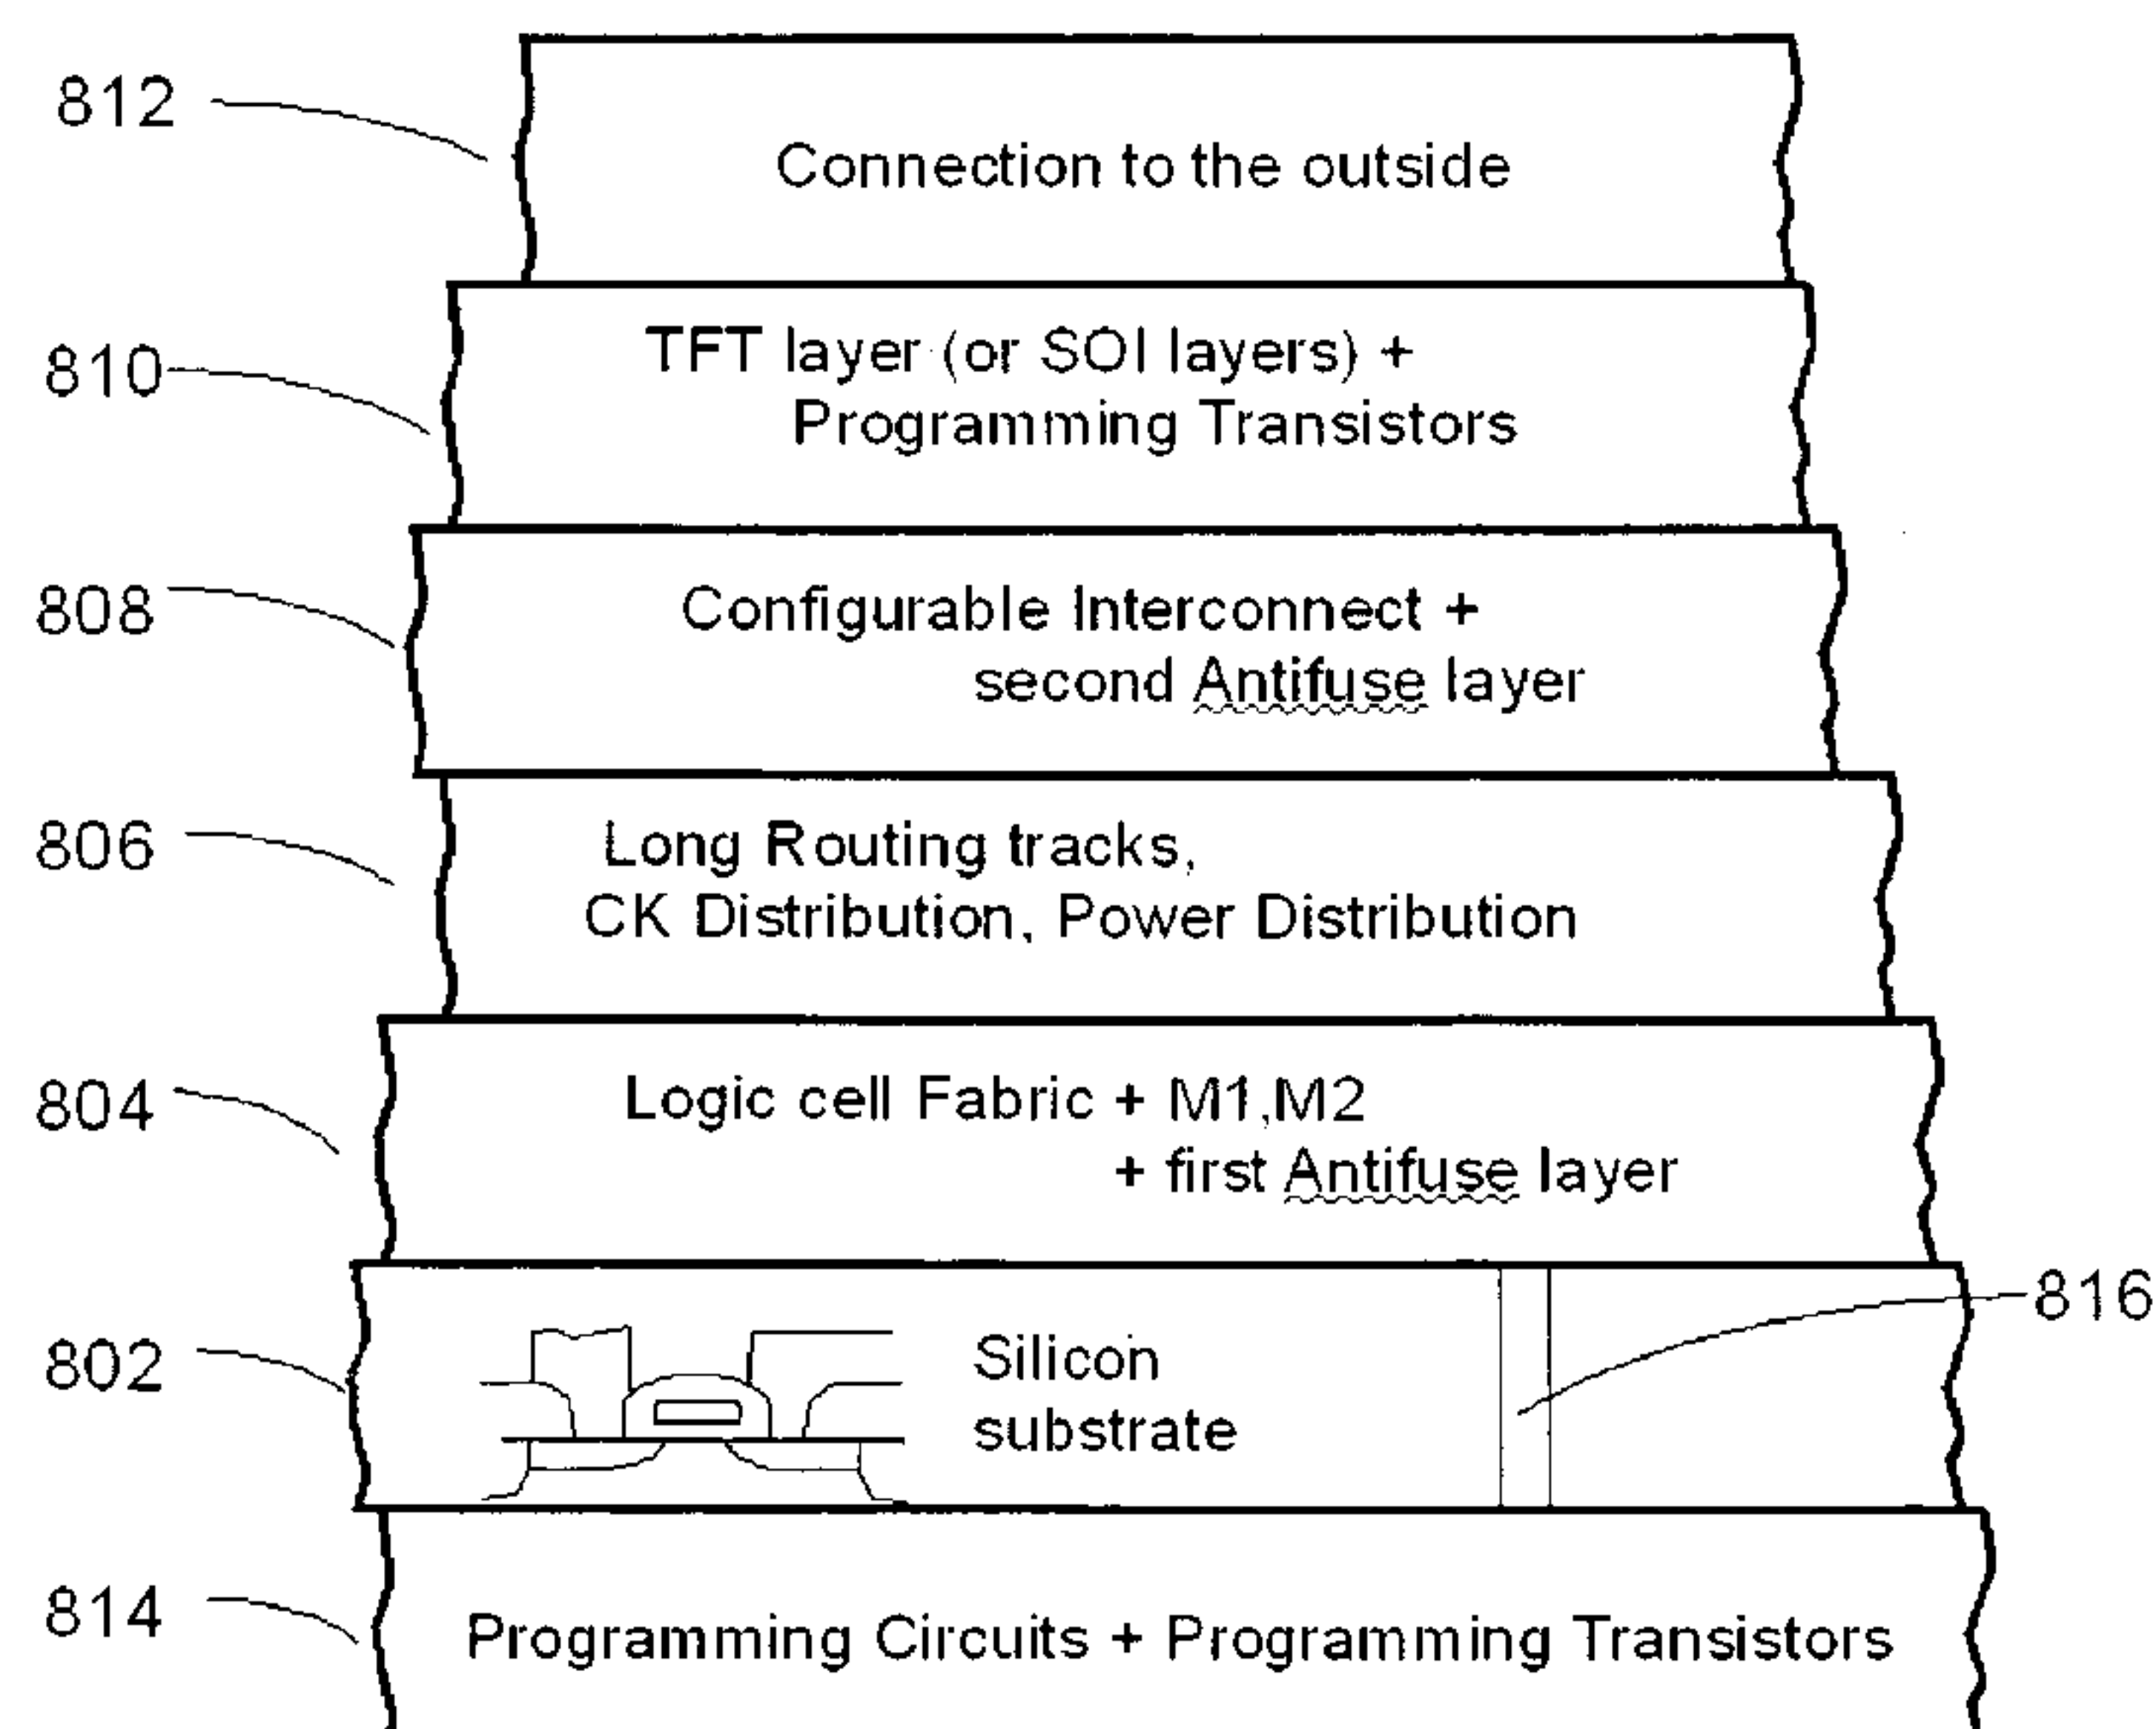 812
Connection to the outside
810
TFT layer (or SOI layers) +
Programming Transistors
808
Configurable Interconnect +
second Antifuse layer
806
Long Routing tracks,
CK Distribution, Power Distribution
804
Logic cell Fabric + M1,M2
+ first Antifuse layer
802
Silicon
substrate
816
814
Programming Circuits + Programming Transistors